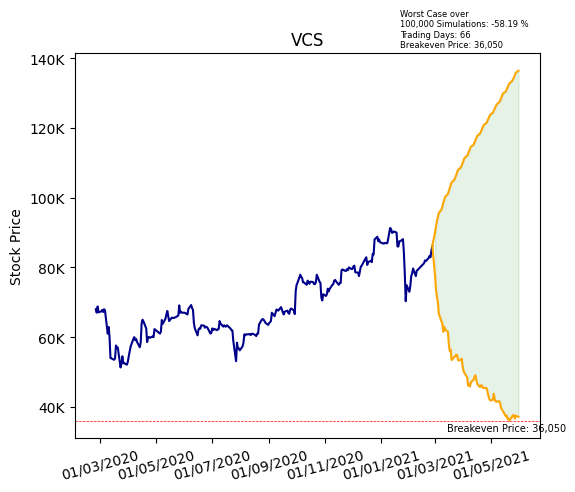 Worst Case over
100,000 Simulations: -58.19 %
Trading Days: 66
Breakeven Price: 36,050
VCS
140K
120K
100K
80K
60K
40K
Stock Price
Breakeven Price: 36,050
01/03/2020
01/05/2020
01/07/2020
01/09/2020
01/11/2020
01/01/2021
01/03/2021
01/05/2021